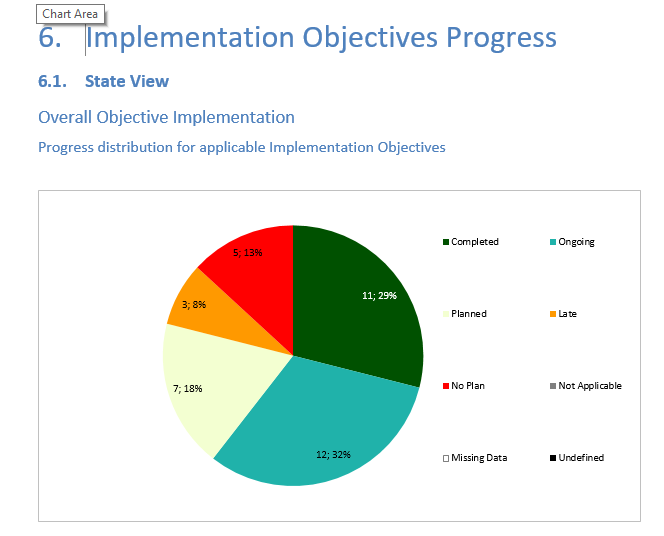 Chart Area
6. Implementation Objectives Progress
6.1. State View
Overall Objective Implementation
Progress distribution for applicable Implementation Objectives
5; 13%
11; 29%
3; 8%
7; 18%
12; 32%
Completed
Ongoing
Planned
Late
No Plan
Not Applicable
Missing Data
Undefined